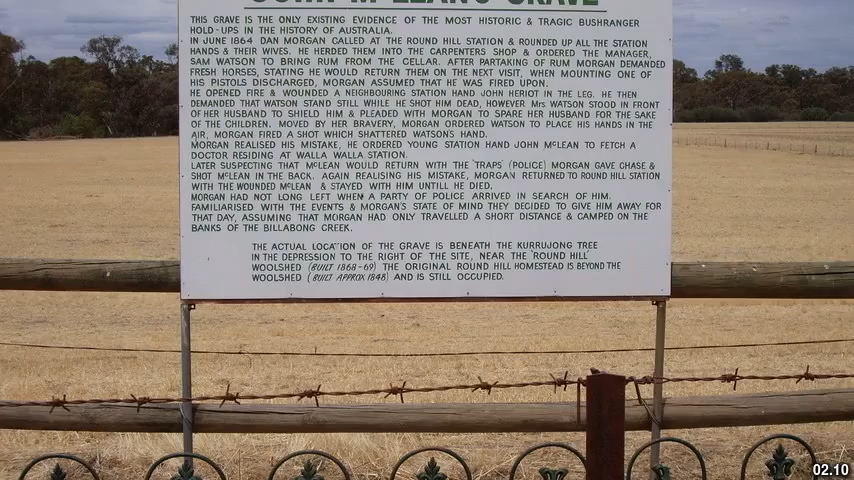 JOHN McLEAN'S GRAVE
THIS GRAVE IS THE ONLY EXISTING EVIDENCE OF THE MOST HISTORIC & TRAGIC BUSHRANGER
HOLD-UPS IN THE HISTORY OF AUSTRALIA.
IN JUNE 1864 DAN MORGAN CALLED AT THE ROUND HILL STATION & ROUNDED UP ALL THE STATION
HANDS & THEIR WIVES. HE HERDED THEM INTO THE CARPENTERS SHOP & ORDERED THE MANAGER,
SAM WATSON TO BRING RUM FROM THE CELLAR. AFTER PARTAKING OF RUM MORGAN DEMANDED
FRESH HORSES, STATING HE WOULD RETURN THEM ON THE NEXT VISIT, WHEN MOUNTING ONE OF
HIS PISTOLS DISCHARGED, MORGAN ASSUMED THAT HE WAS FIRED UPON.
HE OPENED FIRE & WOUNDED A NEIGHBOURING STATION HAND JOHN HERIOT IN THE LEG. HE THEN
DEMANDED THAT WATSON STAND STILL WHILE HE SHOT HIM DEAD, HOWEVER Mrs WATSON STOOD IN FRONT
OF HER HUSBAND TO SHIELD HIM & PLEADED WITH MORGAN TO SPARE HER HUSBAND FOR THE SAKE
OF THE CHILDREN. MOVED BY HER BRAVERY, MORGAN ORDERED WATSON TO PLACE HIS HANDS IN THE
AIR, MORGAN FIRED A SHOT WHICH SHATTERED WATSON'S HAND.
MORGAN REALISED HIS MISTAKE, HE ORDERED YOUNG STATION HAND JOHN McLEAN TO FETCH A
DOCTOR RESIDING AT WALLA WALLA STATION.
LATER SUSPECTING THAT McLEAN WOULD RETURN WITH THE 'TRAPS' (POLICE) MORGAN GAVE CHASE &
SHOT McLEAN IN THE BACK. AGAIN REALISING HIS MISTAKE, MORGAN RETURNED TO ROUND HILL STATION
WITH THE WOUNDED McLEAN & STAYED WITH HIM UNTILL HE DIED.
MORGAN HAD NOT LONG LEFT WHEN A PARTY OF POLICE ARRIVED IN SEARCH OF HIM.
FAMILIARISED WITH THE EVENTS & MORGAN'S STATE OF MIND THEY DECIDED TO GIVE HIM AWAY FOR
THAT DAY, ASSUMING THAT MORGAN HAD ONLY TRAVELLED A SHORT DISTANCE & CAMPED ON THE
BANKS OF THE BILLABONG CREEK.
THE ACTUAL LOCATION OF THE GRAVE IS BENEATH THE KURRUJONG TREE
IN THE DEPRESSION TO THE RIGHT OF THE SITE, NEAR THE 'ROUND HILL'
WOOLSHED (BUILT 1868-69) THE ORIGINAL ROUND HILL HOMESTEAD IS BEYOND THE
WOOLSHED (BUILT APPROX 1848) AND IS STILL OCCUPIED.
02.10